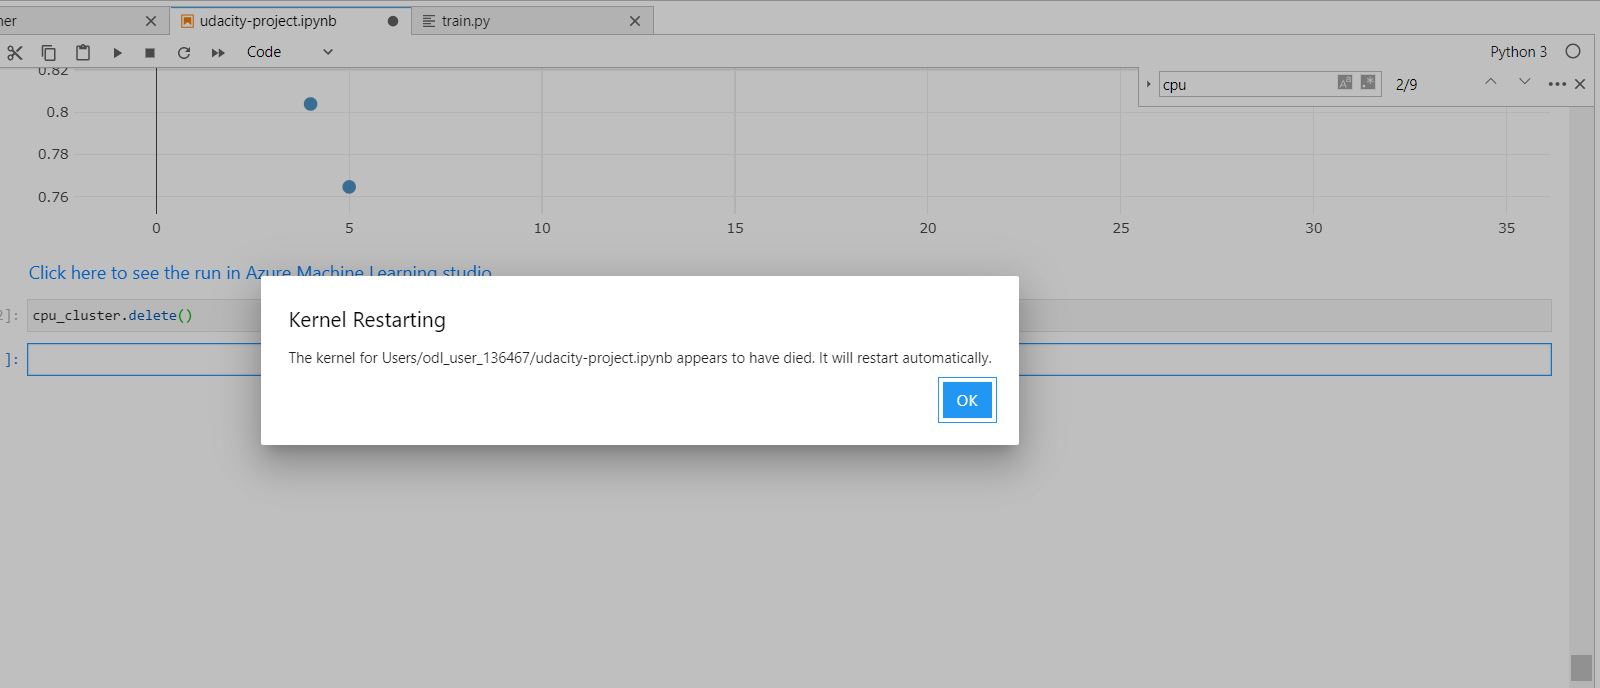 ner
udacity-project.ipynb
train.py
Code
Python 3
cpu
2/9
0.82
0.8
0.78
0.76
0 5 10 15 20 25 30 35
Click here to see the run in Azure Machine Learning studio
2]: cpu_cluster.delete()
]:
Kernel Restarting
The kernel for Users/odl_user_136467/udacity-project.ipynb appears to have died. It will restart automatically.
OK